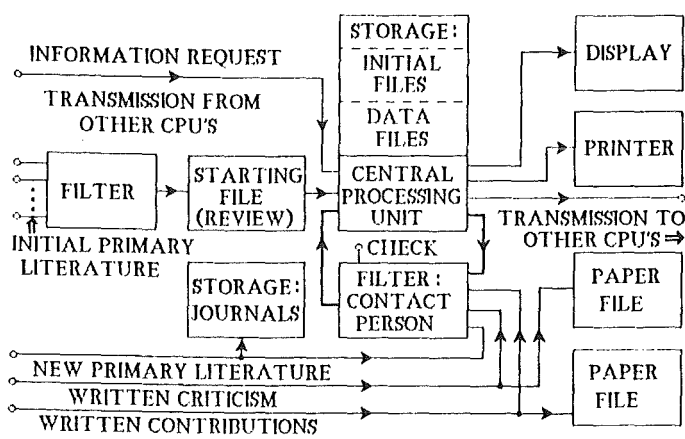 INFORMATION REQUEST
TRANSMISSION FROM
OTHER CPU'S
STORAGE:
INITIAL
FILES
DATA
FILES
DISPLAY
PRINTER
FILTER
STARTING
FILE
(REVIEW)
CENTRAL
PROCESSING
UNIT
TRANSMISSION TO
OTHER CPU'S ⇒
⇑
INITIAL PRIMARY
LITERATURE
CHECK
STORAGE:
JOURNALS
FILTER:
CONTACT
PERSON
PAPER
FILE
NEW PRIMARY LITERATURE
WRITTEN CRITICISM
WRITTEN CONTRIBUTIONS
PAPER
FILE